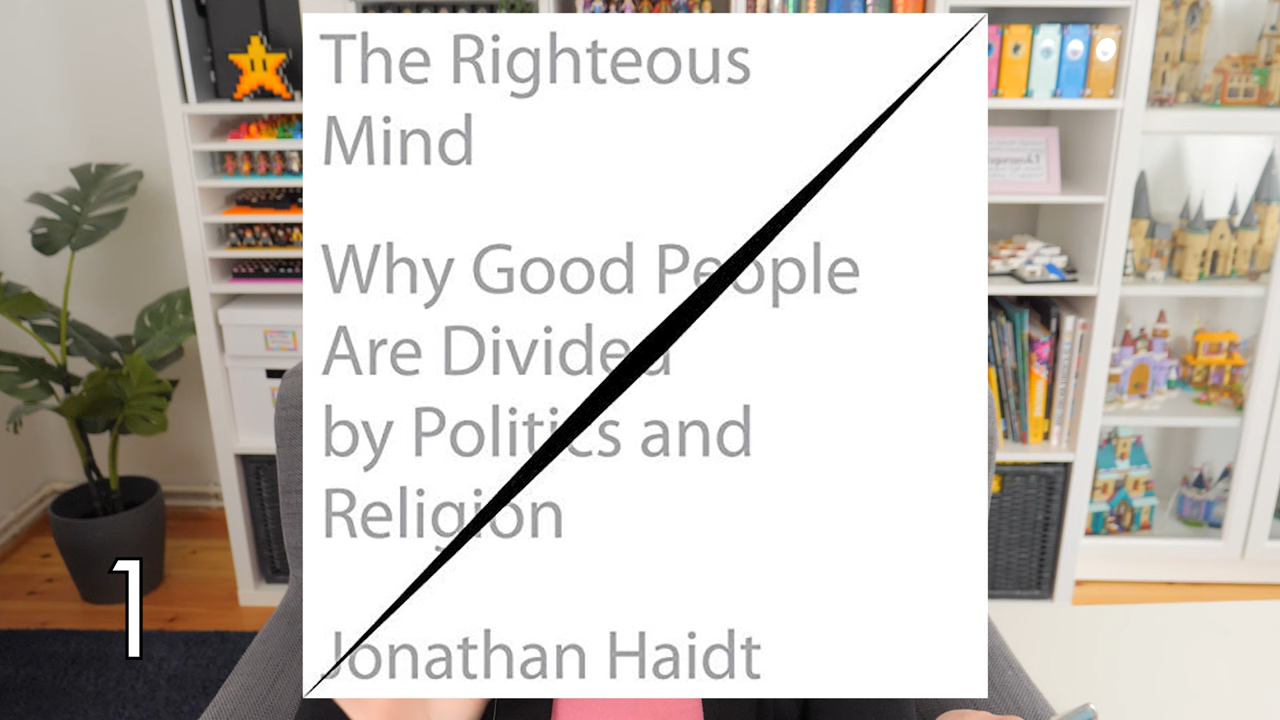 The Righteous
Mind
Why Good People
Are Divided
by Politics and
Religion
Jonathan Haidt
1